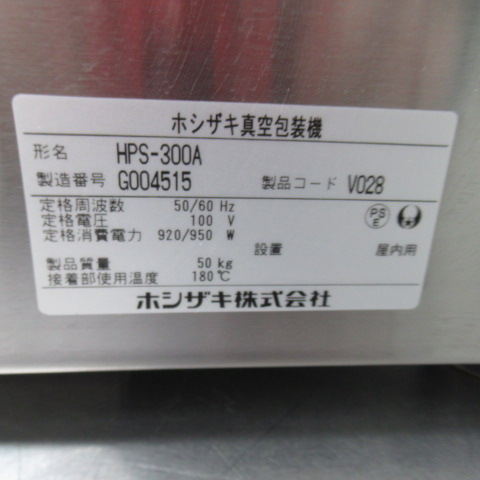 ホシザキ真空包装機
形名 HPS-300A
製造番号 G004515 製品コード V028
定格周波数 50/60 Hz
定格電圧 100 V
定格消費電力 920/950 W
PS E
設置 屋内用
製品質量 50 kg
接着部使用温度 180℃
ホシザキ株式会社